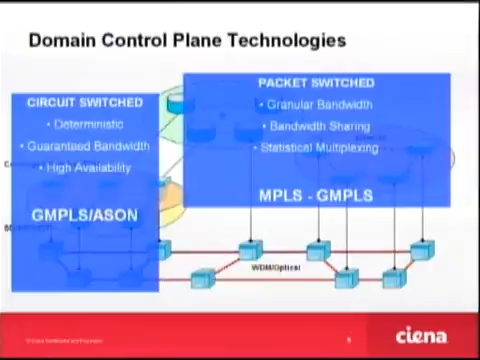 Domain Control Plane Technologies
PACKET SWITCHED
• Granular Bandwidth
• Bandwidth Sharing
• Statistical Multiplexing
MPLS - GMPLS
CIRCUIT SWITCHED
• Deterministic
• Guaranteed Bandwidth
• High Availability
GMPLS/ASON
WDM/Optical
ciena